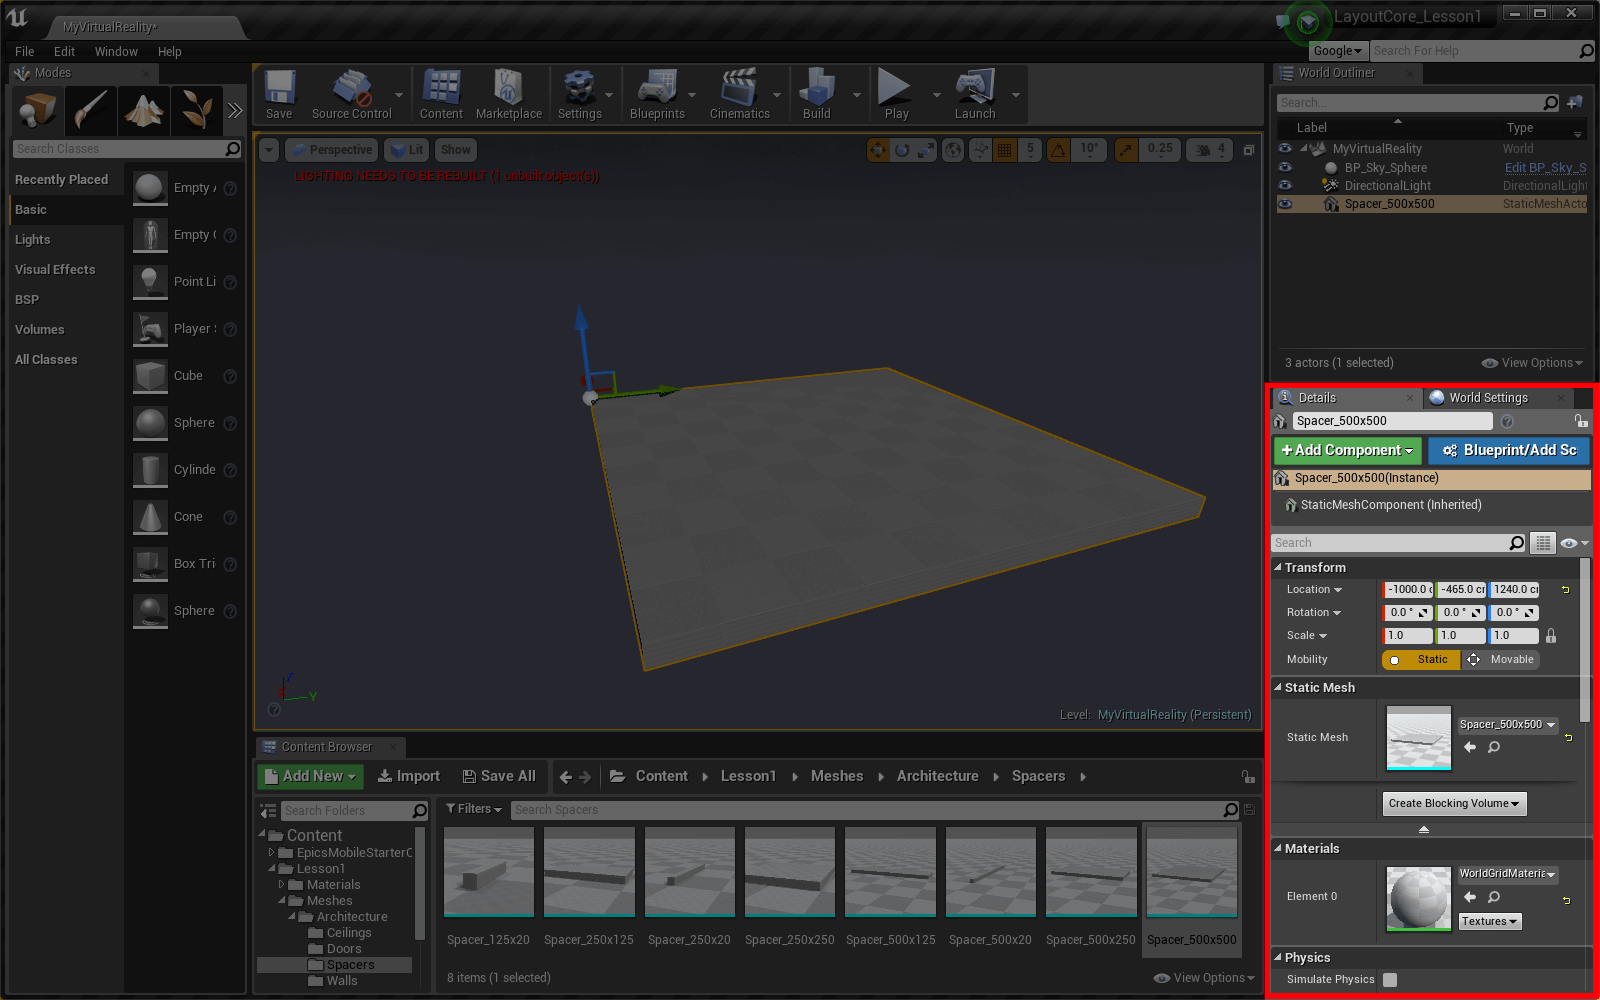 MyVirtualReality*
LayoutCore_Lesson1
File Edit Window Help
Google
Search For Help
Modes
Search Classes
Recently Placed
Basic
Lights
Visual Effects
BSP
Volumes
All Classes
Empty A
Empty C
Point Li
Player S
Cube
Sphere
Cylinde
Cone
Box Tri
Sphere
Save
Source Control
Content
Marketplace
Settings
Blueprints
Cinematics
Build
Play
Launch
Perspective
Lit
Show
5
10°
0.25
4
LIGHTING NEEDS TO BE REBUILT (1 unbuilt object(s))
Z
Y
Level: MyVirtualReality (Persistent)
World Outliner
Search...
Label Type
MyVirtualReality World
BP_Sky_Sphere Edit BP_Sky_S
DirectionalLight DirectionalLight
Spacer_500x500 StaticMeshActo
3 actors (1 selected)
View Options
Details
World Settings
Spacer_500x500
+Add Component
Blueprint/Add Sc
Spacer_500x500(Instance)
StaticMeshComponent (Inherited)
Search
Transform
Location -1000.0 c -465.0 cr 1240.0 cr
Rotation 0.0 ° 0.0 ° 0.0 °
Scale 1.0 1.0 1.0
Mobility Static Movable
Static Mesh
Static Mesh
Spacer_500x500
Create Blocking Volume
Materials
Element 0
WorldGridMateria
Textures
Physics
Simulate Physics
Content Browser
Add New
Import
Save All
Content Lesson1 Meshes Architecture Spacers
Search Folders
Filters
Search Spacers
Content
EpicsMobileStarterC
Lesson1
Materials
Meshes
Architecture
Ceilings
Doors
Spacers
Walls
Spacer_125x20
Spacer_250x125
Spacer_250x20
Spacer_250x250
Spacer_500x125
Spacer_500x20
Spacer_500x250
Spacer_500x500
8 items (1 selected)
View Options